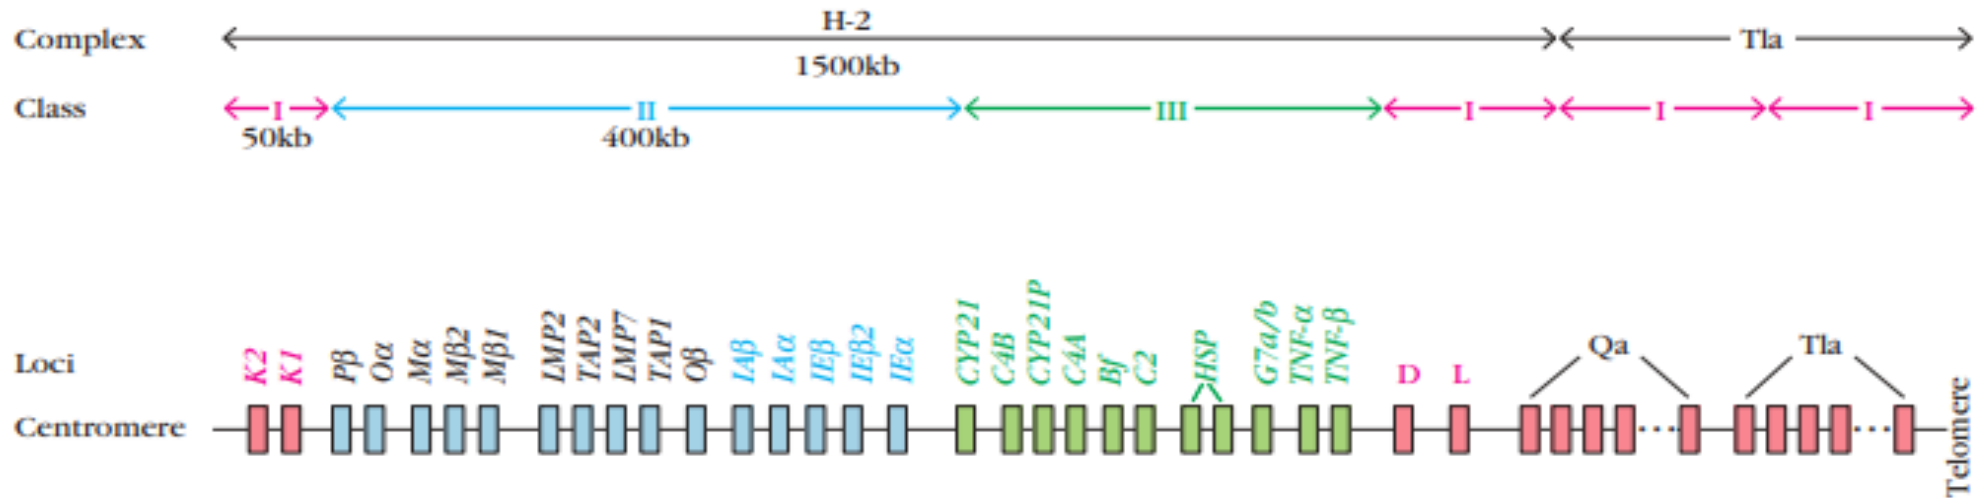 Complex H-2 Tla
1500kb
Class I II III I I I
50kb 400kb
Loci K2 K1 Pβ Oα Mα Mβ2 Mβ1 LMP2 TAP2 LMP7 TAP1 Oβ IAβ IAα IEβ IEβ2 IEα CYP21 C4B CYP21P C4A Bf C2 HSP G7a/b TNF-α TNF-β D L Qa Tla
Centromere ... ... Telomere